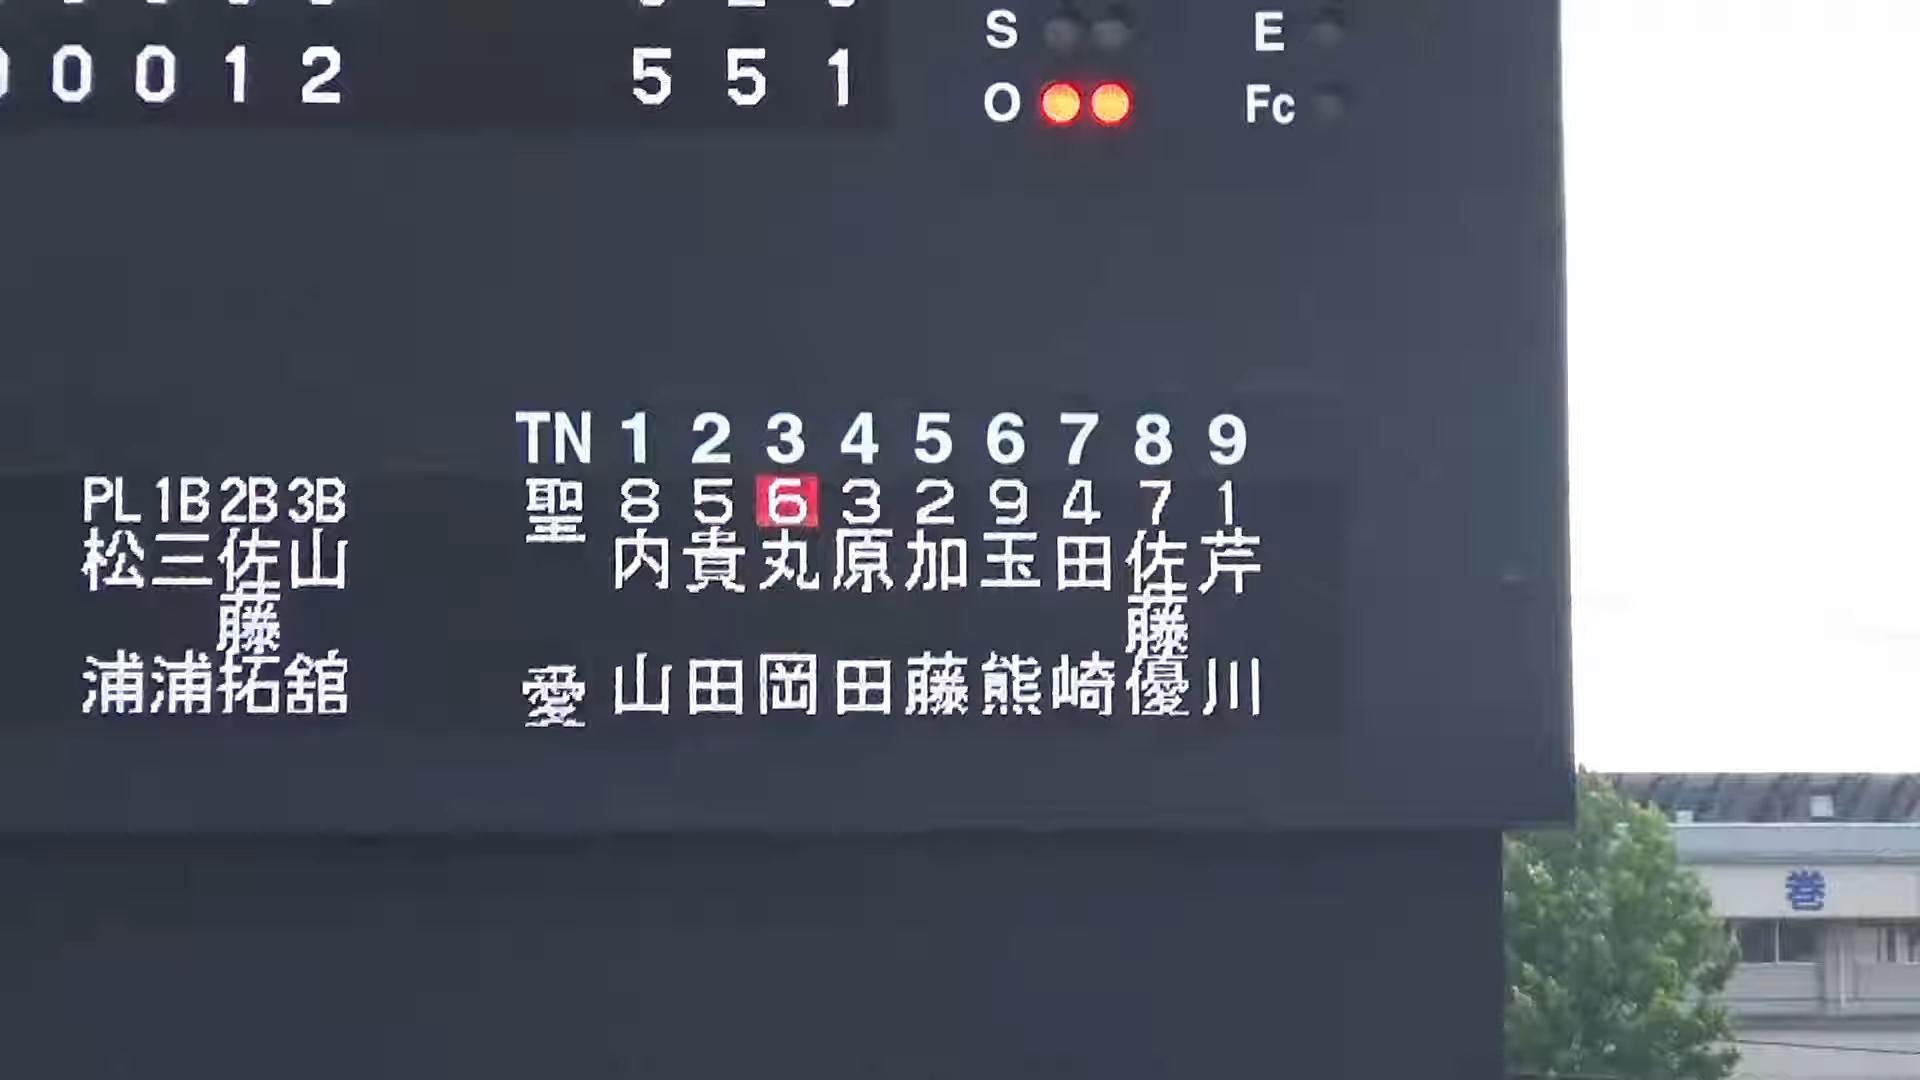 S E
0 0 1 2 5 5 1 O Fc
TN 1 2 3 4 5 6 7 8 9
PL 1B 2B 3B 聖 8 5 6 3 2 9 4 7 1
松 三 佐 山 内 貴 丸 原 加 玉 田 佐 芹
藤 藤
浦 浦 拓 舘 愛 山 田 岡 田 藤 熊 崎 優 川
巻